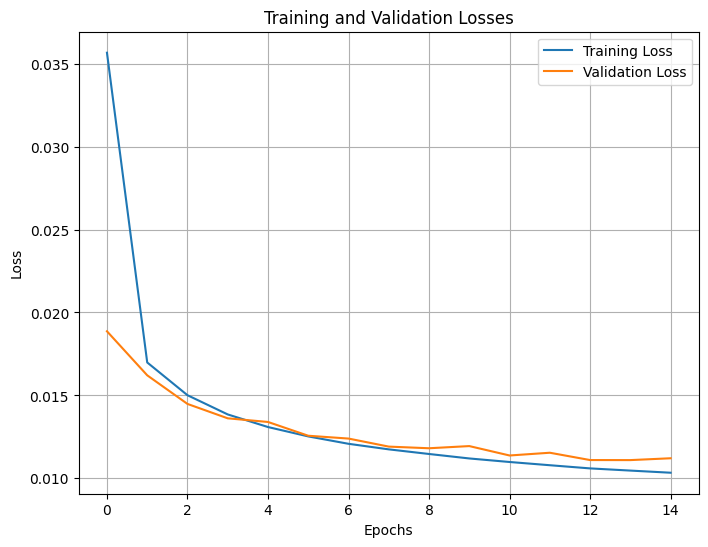 Training and Validation Losses
Training Loss
Validation Loss
0.035
0.030
0.025
0.020
0.015
0.010
Loss
0 2 4 6 8 10 12 14
Epochs